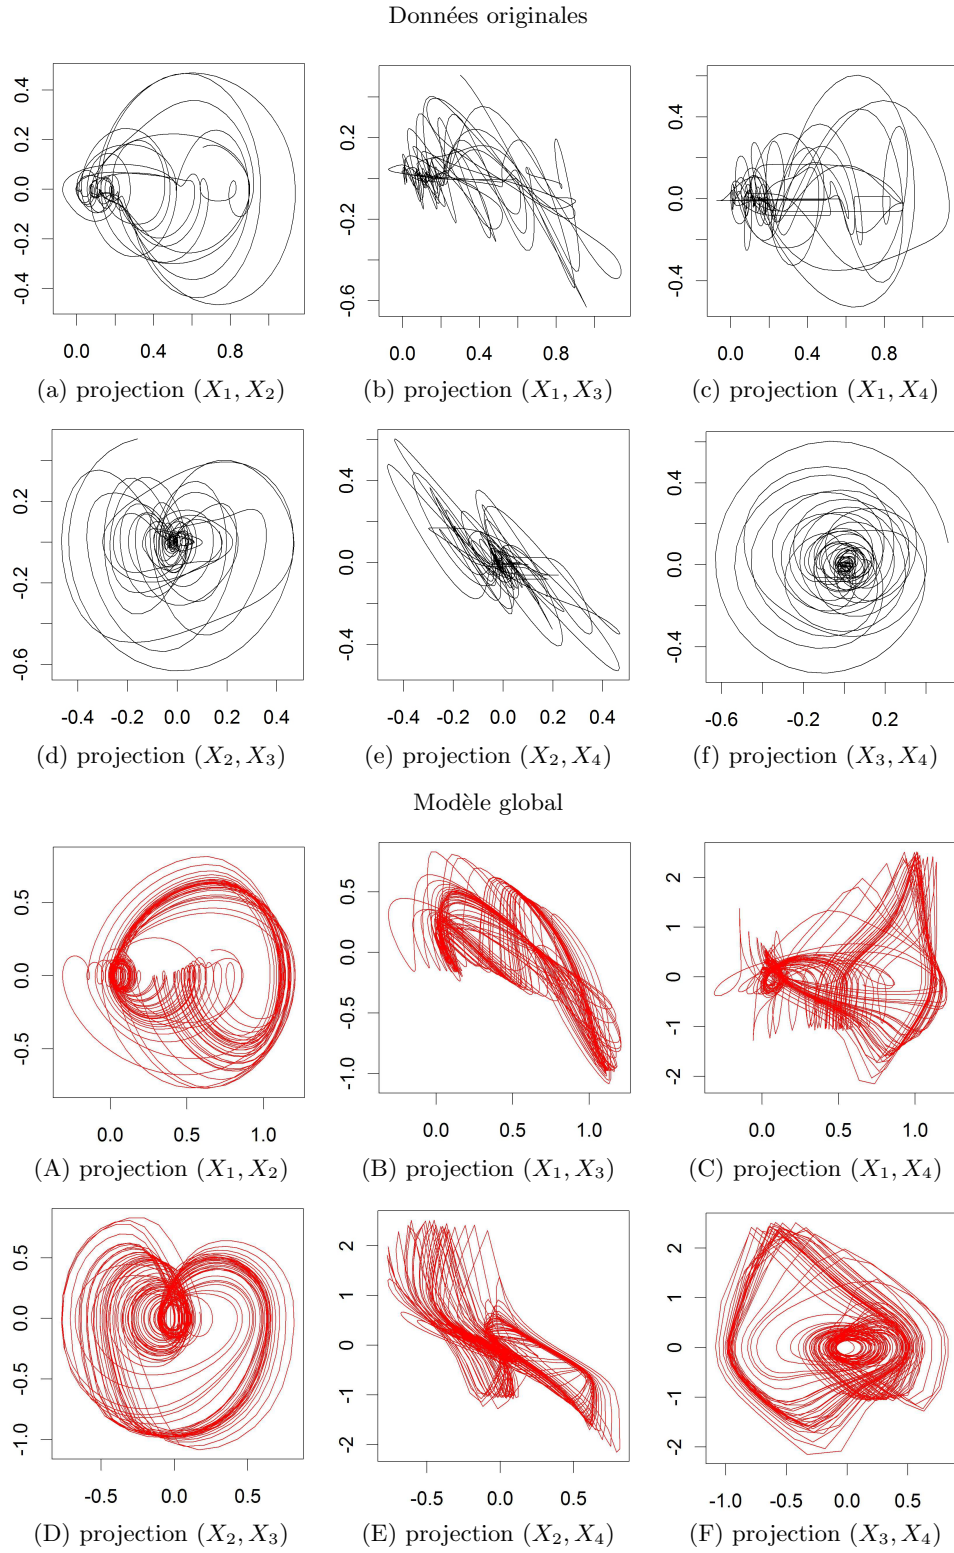 Données originales
0.4
0.2
0.0
-0.2
-0.4
0.0 0.4 0.8
0.2
-0.2
-0.6
0.0 0.4 0.8
0.4
0.0
-0.4
0.0 0.4 0.8
(a) projection (X1, X2)
(b) projection (X1, X3)
(c) projection (X1, X4)
0.2
-0.2
-0.6
-0.4 -0.2 0.0 0.2 0.4
0.4
0.0
-0.4
-0.4 -0.2 0.0 0.2 0.4
0.4
0.0
-0.4
-0.6 -0.2 0.2
(d) projection (X2, X3)
(e) projection (X2, X4)
(f) projection (X3, X4)
Modèle global
0.5
0.0
-0.5
0.0 0.5 1.0
0.5
0.0
-0.5
-1.0
0.0 0.5 1.0
2
1
0
-1
-2
0.0 0.5 1.0
(A) projection (X1, X2)
(B) projection (X1, X3)
(C) projection (X1, X4)
0.5
0.0
-0.5
-1.0
-0.5 0.0 0.5
2
1
0
-1
-2
-0.5 0.0 0.5
2
1
0
-1
-2
-1.0 -0.5 0.0 0.5
(D) projection (X2, X3)
(E) projection (X2, X4)
(F) projection (X3, X4)